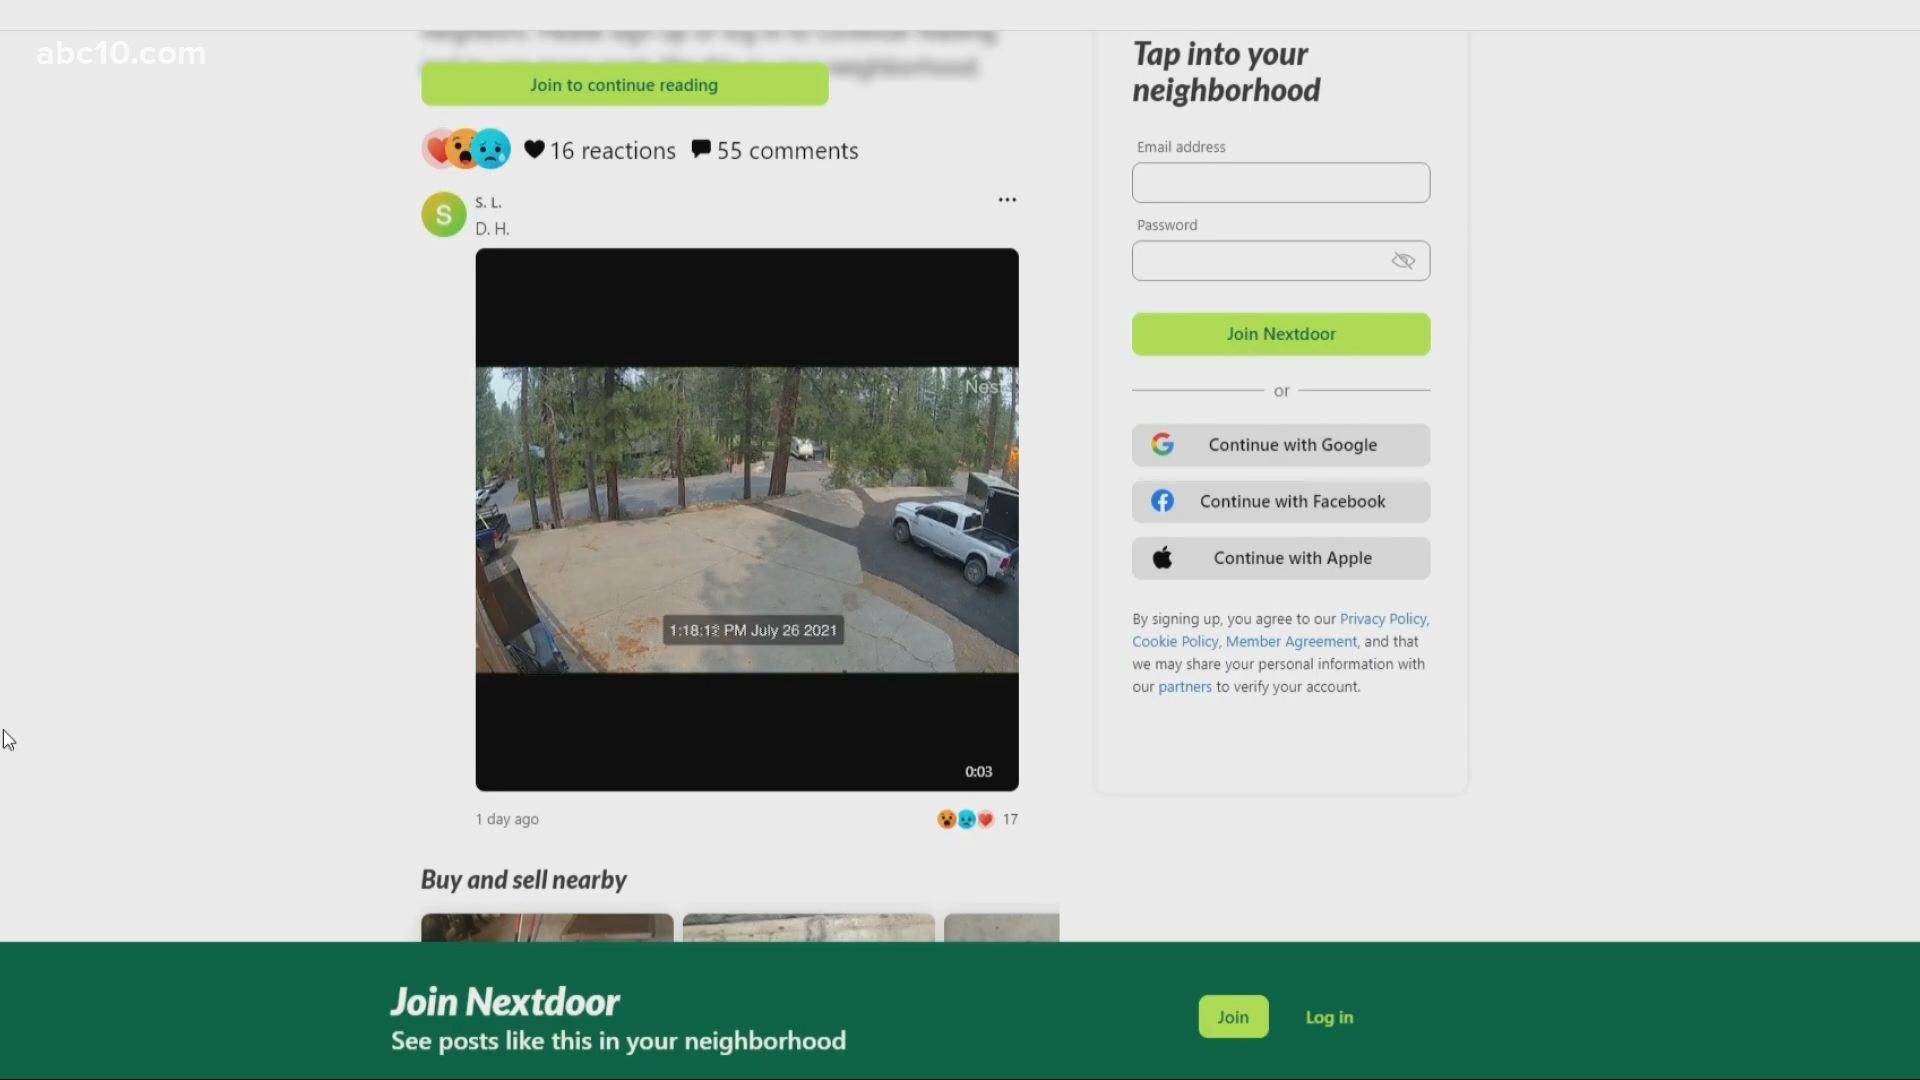 abc10.com
Join to continue reading
16 reactions 55 comments
S
S. L.
D. H.
Nest
1:18:12 PM July 26 2021
0:03
1 day ago
17
Buy and sell nearby
Tap into your
neighborhood
Email address
Password
Join Nextdoor
or
Continue with Google
Continue with Facebook
Continue with Apple
By signing up, you agree to our Privacy Policy,
Cookie Policy, Member Agreement, and that
we may share your personal information with
our partners to verify your account.
Join Nextdoor
See posts like this in your neighborhood
Join
Log in